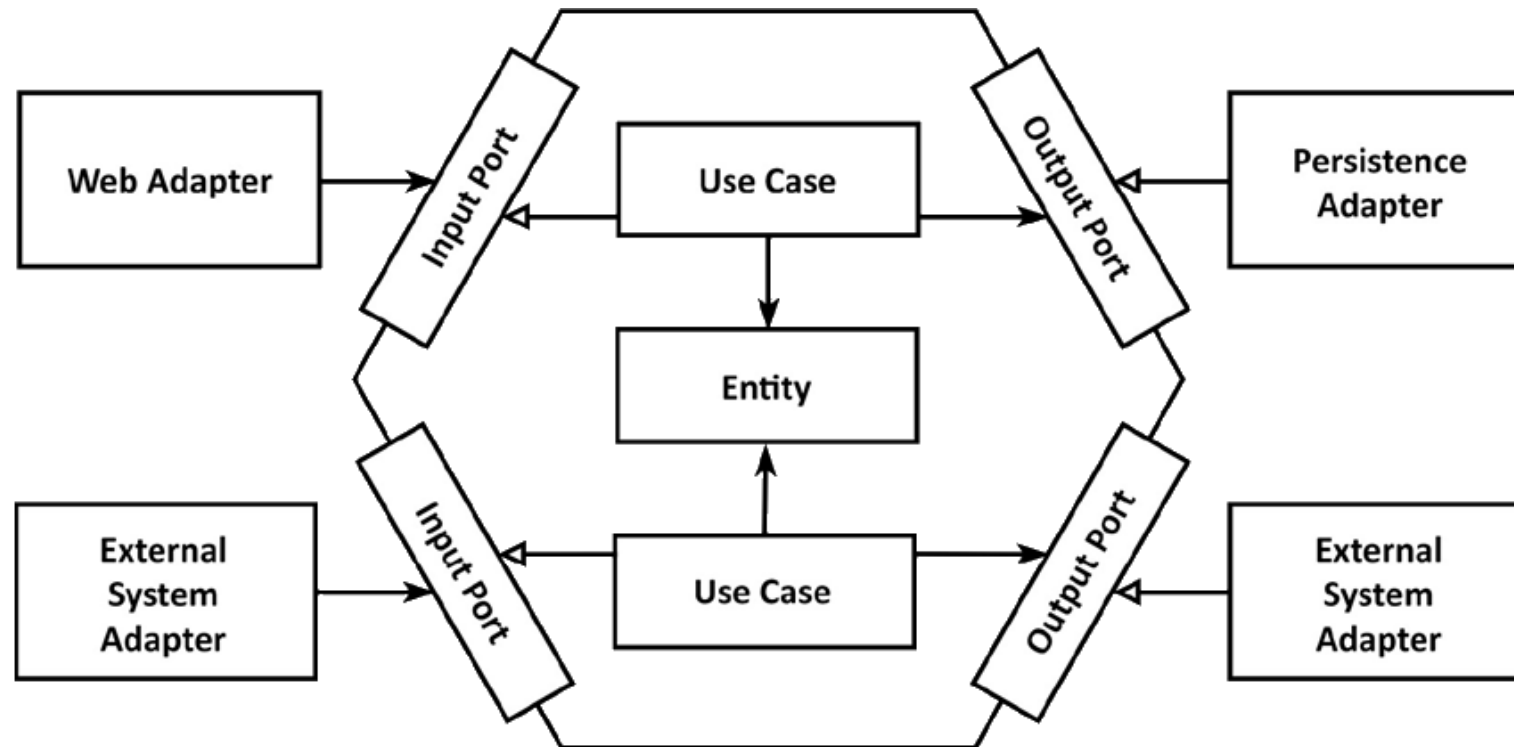 Web Adapter
Input Port
Use Case
Output Port
Persistence
Adapter
Entity
External
System
Adapter
Input Port
Use Case
Output Port
External
System
Adapter